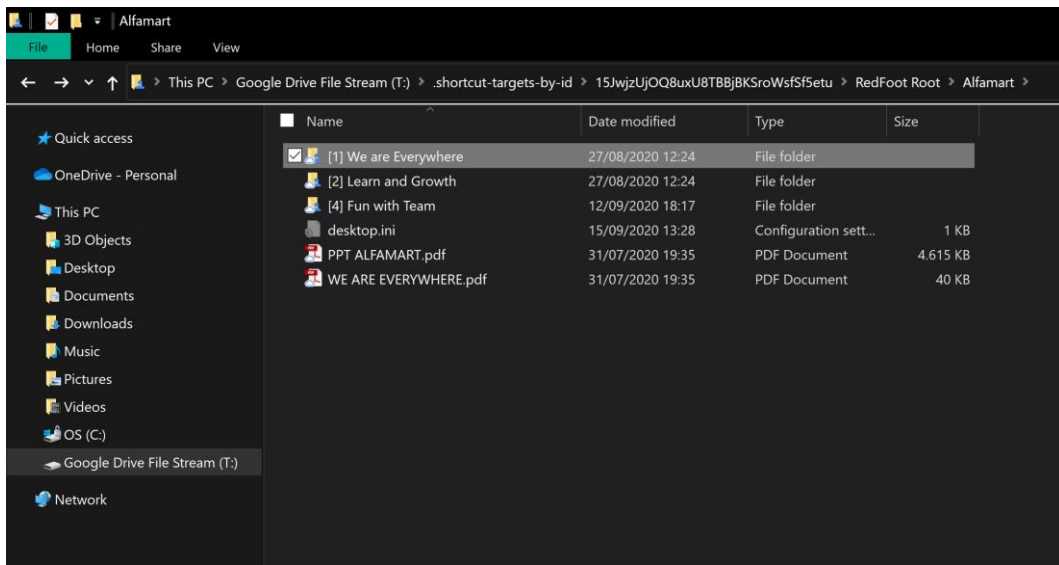 Alfamart
File Home Share View
This PC > Google Drive File Stream (T:) > .shortcut-targets-by-id > 15JwjzUjOQ8uxU8TBBjBKSroWsfSf5etu > RedFoot Root > Alfamart >
Name Date modified Type Size
Quick access
OneDrive - Personal
This PC
3D Objects
Desktop
Documents
Downloads
Music
Pictures
Videos
OS (C:)
Google Drive File Stream (T:)
Network
[1] We are Everywhere 27/08/2020 12:24 File folder
[2] Learn and Growth 27/08/2020 12:24 File folder
[4] Fun with Team 12/09/2020 18:17 File folder
desktop.ini 15/09/2020 13:28 Configuration sett... 1 KB
PPT ALFAMART.pdf 31/07/2020 19:35 PDF Document 4.615 KB
WE ARE EVERYWHERE.pdf 31/07/2020 19:35 PDF Document 40 KB